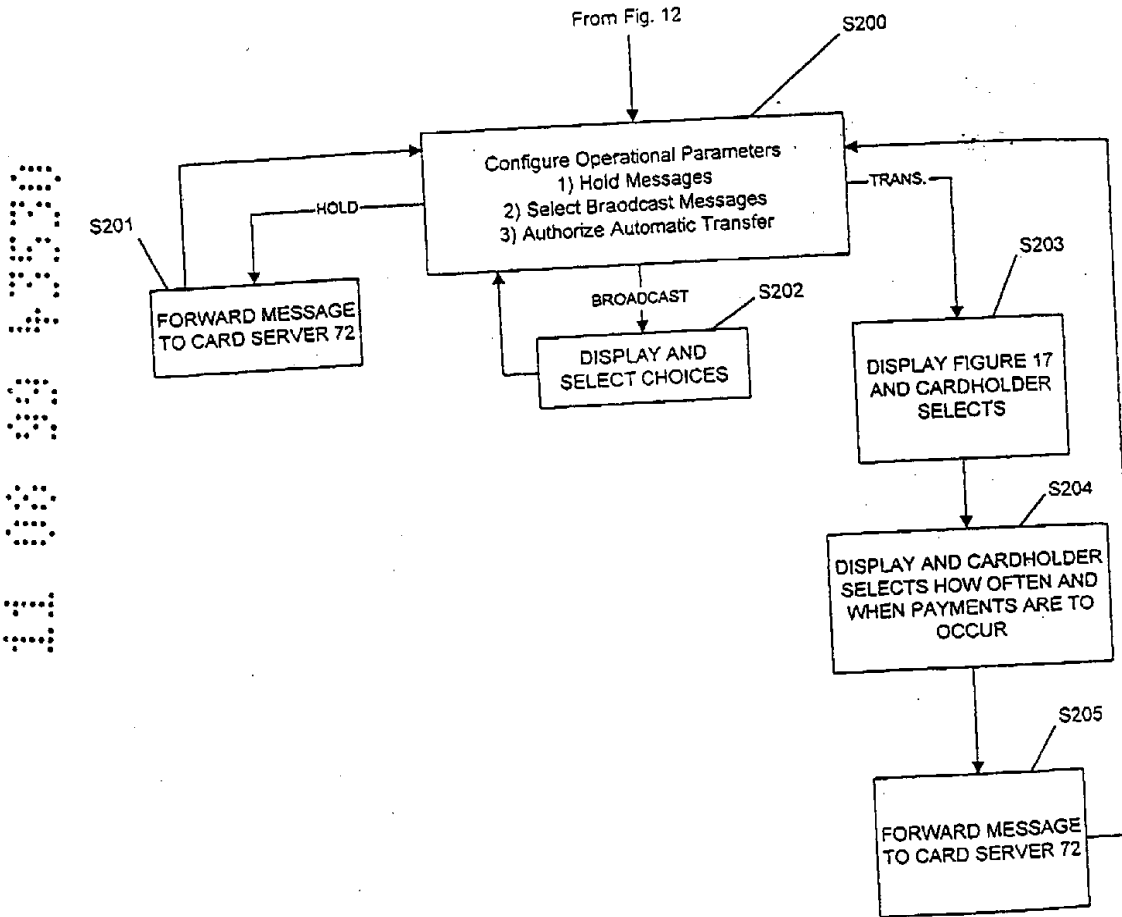 From Fig. 12
S200
Configure Operational Parameters
1) Hold Messages
2) Select Braodcast Messages
3) Authorize Automatic Transfer
HOLD
TRANS.
BROADCAST
S201
FORWARD MESSAGE
TO CARD SERVER 72
S202
DISPLAY AND
SELECT CHOICES
S203
DISPLAY FIGURE 17
AND CARDHOLDER
SELECTS
S204
DISPLAY AND CARDHOLDER
SELECTS HOW OFTEN AND
WHEN PAYMENTS ARE TO
OCCUR
S205
FORWARD MESSAGE
TO CARD SERVER 72